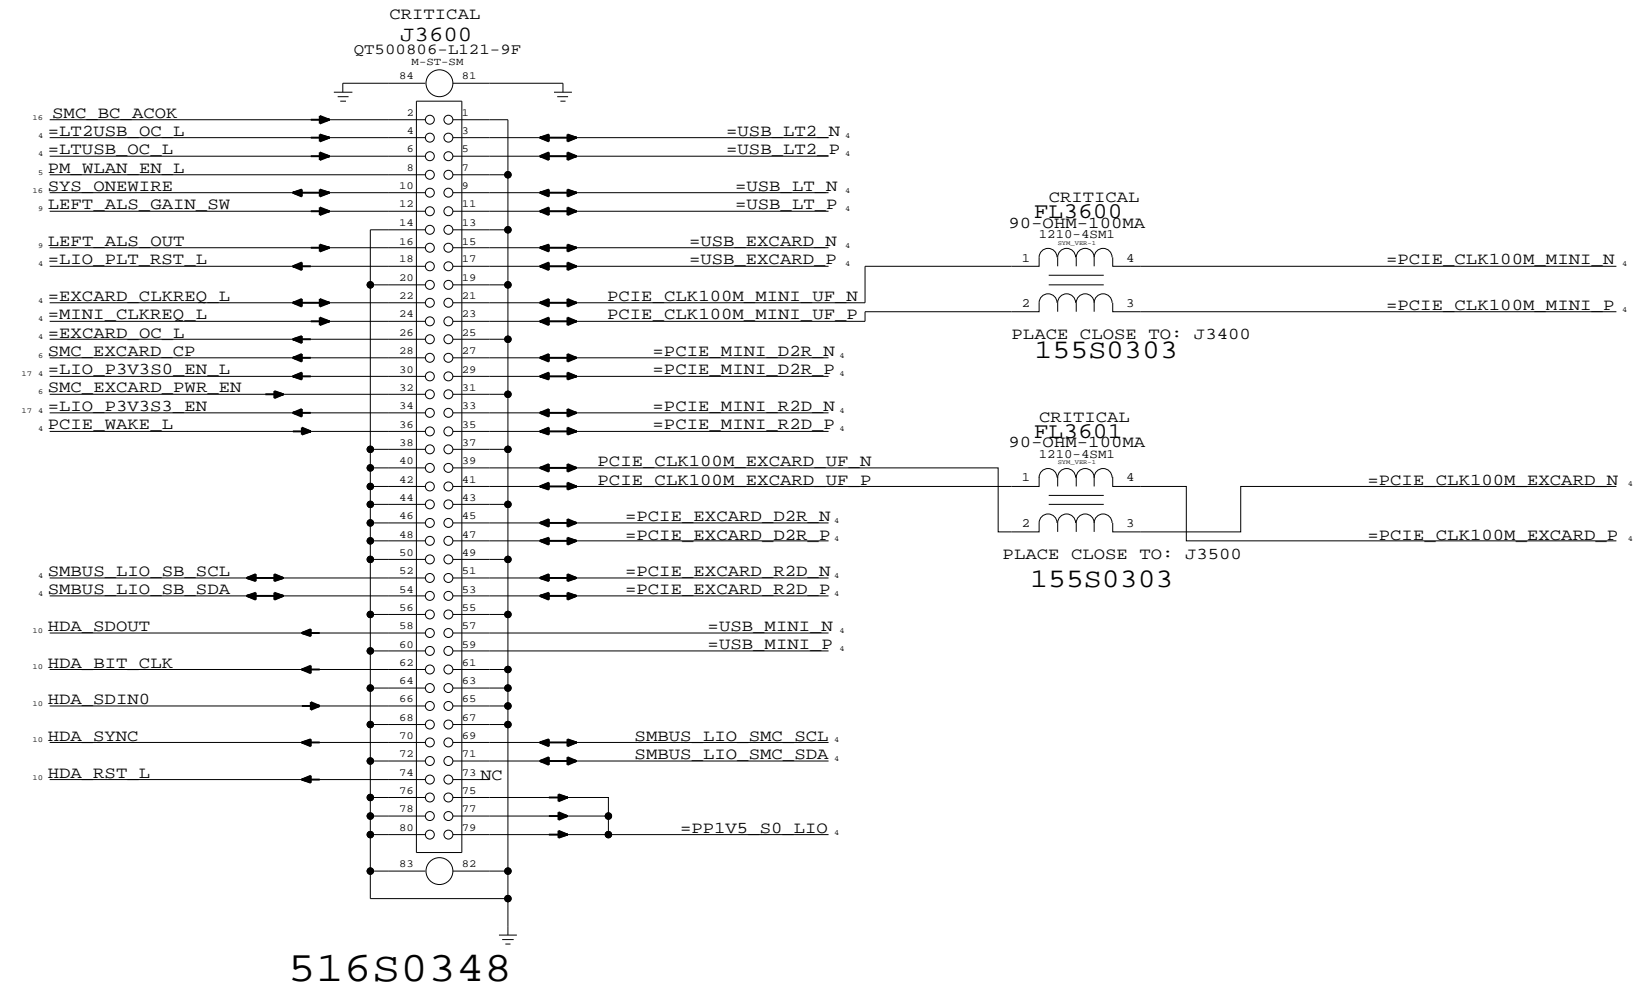 CRITICAL
J3600
QT500806-L121-9F
M-ST-SM
84 81
16 SMC_BC_ACOK 2 1
4 =LT2USB_OC_L 4 3 =USB_LT2_N 4
4 =LTUSB_OC_L 6 5 =USB_LT2_P 4
5 PM_WLAN_EN_L 8 7
16 SYS_ONEWIRE 10 9 =USB_LT_N 4
9 LEFT_ALS_GAIN_SW 12 11 =USB_LT_P 4
14 13
9 LEFT_ALS_OUT 16 15 =USB_EXCARD_N 4
4 =LIO_PLT_RST_L 18 17 =USB_EXCARD_P 4
20 19
4 =EXCARD_CLKREQ_L 22 21 PCIE_CLK100M_MINI_UF_N
4 =MINI_CLKREQ_L 24 23 PCIE_CLK100M_MINI_UF_P
4 =EXCARD_OC_L 26 25
6 SMC_EXCARD_CP 28 27 =PCIE_MINI_D2R_N 4
17 4 =LIO_P3V3S0_EN_L 30 29 =PCIE_MINI_D2R_P 4
6 SMC_EXCARD_PWR_EN 32 31
17 4 =LIO_P3V3S3_EN 34 33 =PCIE_MINI_R2D_N 4
4 PCIE_WAKE_L 36 35 =PCIE_MINI_R2D_P 4
38 37
40 39 PCIE_CLK100M_EXCARD_UF_N
42 41 PCIE_CLK100M_EXCARD_UF_P
44 43
46 45 =PCIE_EXCARD_D2R_N 4
48 47 =PCIE_EXCARD_D2R_P 4
50 49
4 SMBUS_LIO_SB_SCL 52 51 =PCIE_EXCARD_R2D_N 4
4 SMBUS_LIO_SB_SDA 54 53 =PCIE_EXCARD_R2D_P 4
56 55
10 HDA_SDOUT 58 57 =USB_MINI_N 4
60 59 =USB_MINI_P 4
10 HDA_BIT_CLK 62 61
64 63
10 HDA_SDIN0 66 65
68 67
10 HDA_SYNC 70 69 SMBUS_LIO_SMC_SCL 4
72 71 SMBUS_LIO_SMC_SDA 4
10 HDA_RST_L 74 73 NC
76 75
78 77
80 79 =PP1V5_S0_LIO 4
83 82
516S0348
CRITICAL
FL3600
90-OHM-100MA
1210-4SM1
SYM_VER-1
1 4 =PCIE_CLK100M_MINI_N 4
2 3 =PCIE_CLK100M_MINI_P 4
PLACE CLOSE TO: J3400
155S0303
CRITICAL
FL3601
90-OHM-100MA
1210-4SM1
SYM_VER-1
1 4 =PCIE_CLK100M_EXCARD_N 4
2 3 =PCIE_CLK100M_EXCARD_P 4
PLACE CLOSE TO: J3500
155S0303